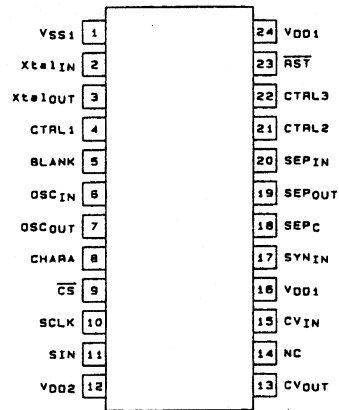 VSS1 1 24 VDD1
XtalIN 2 23 RST
XtalOUT 3 22 CTRL3
CTRL1 4 21 CTRL2
BLANK 5 20 SEPIN
OSCIN 6 19 SEPOUT
OSCOUT 7 18 SEPC
CHARA 8 17 SYNIN
CS 9 16 VDD1
SCLK 10 15 CVIN
SIN 11 14 NC
VDD2 12 13 CVOUT